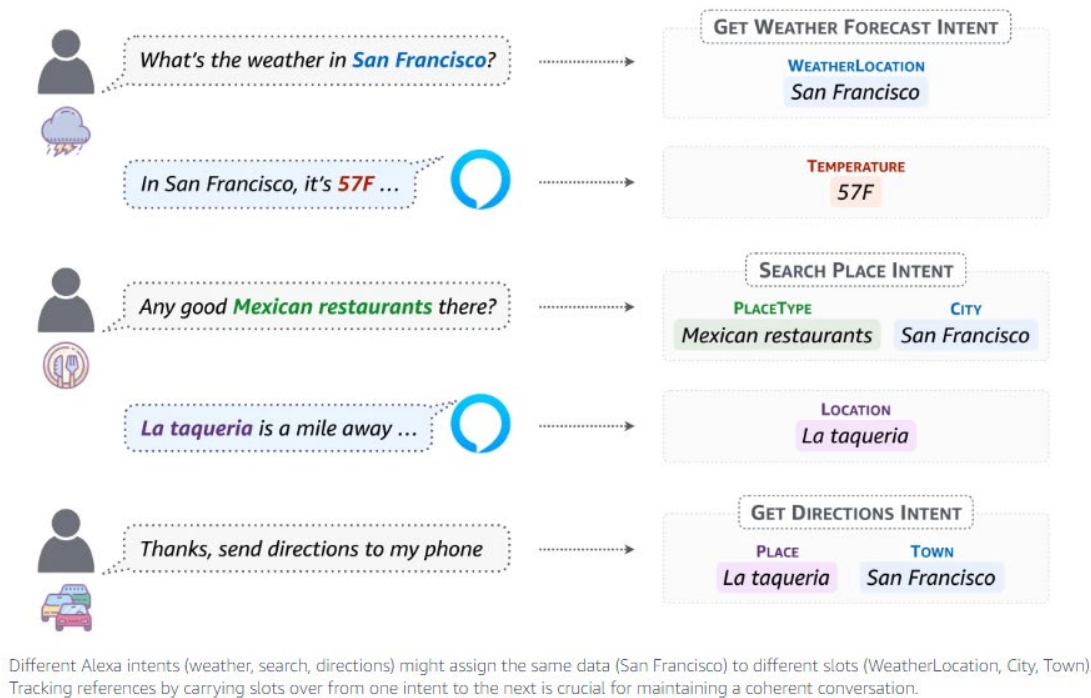 What's the weather in San Francisco?
GET WEATHER FORECAST INTENT
WEATHERLOCATION
San Francisco
In San Francisco, it's 57F ...
TEMPERATURE
57F
Any good Mexican restaurants there?
SEARCH PLACE INTENT
PLACETYPE CITY
Mexican restaurants San Francisco
La taqueria is a mile away ...
LOCATION
La taqueria
Thanks, send directions to my phone
GET DIRECTIONS INTENT
PLACE TOWN
La taqueria San Francisco
Different Alexa intents (weather, search, directions) might assign the same data (San Francisco) to different slots (WeatherLocation, City, Town)
Tracking references by carrying slots over from one intent to the next is crucial for maintaining a coherent conversation.